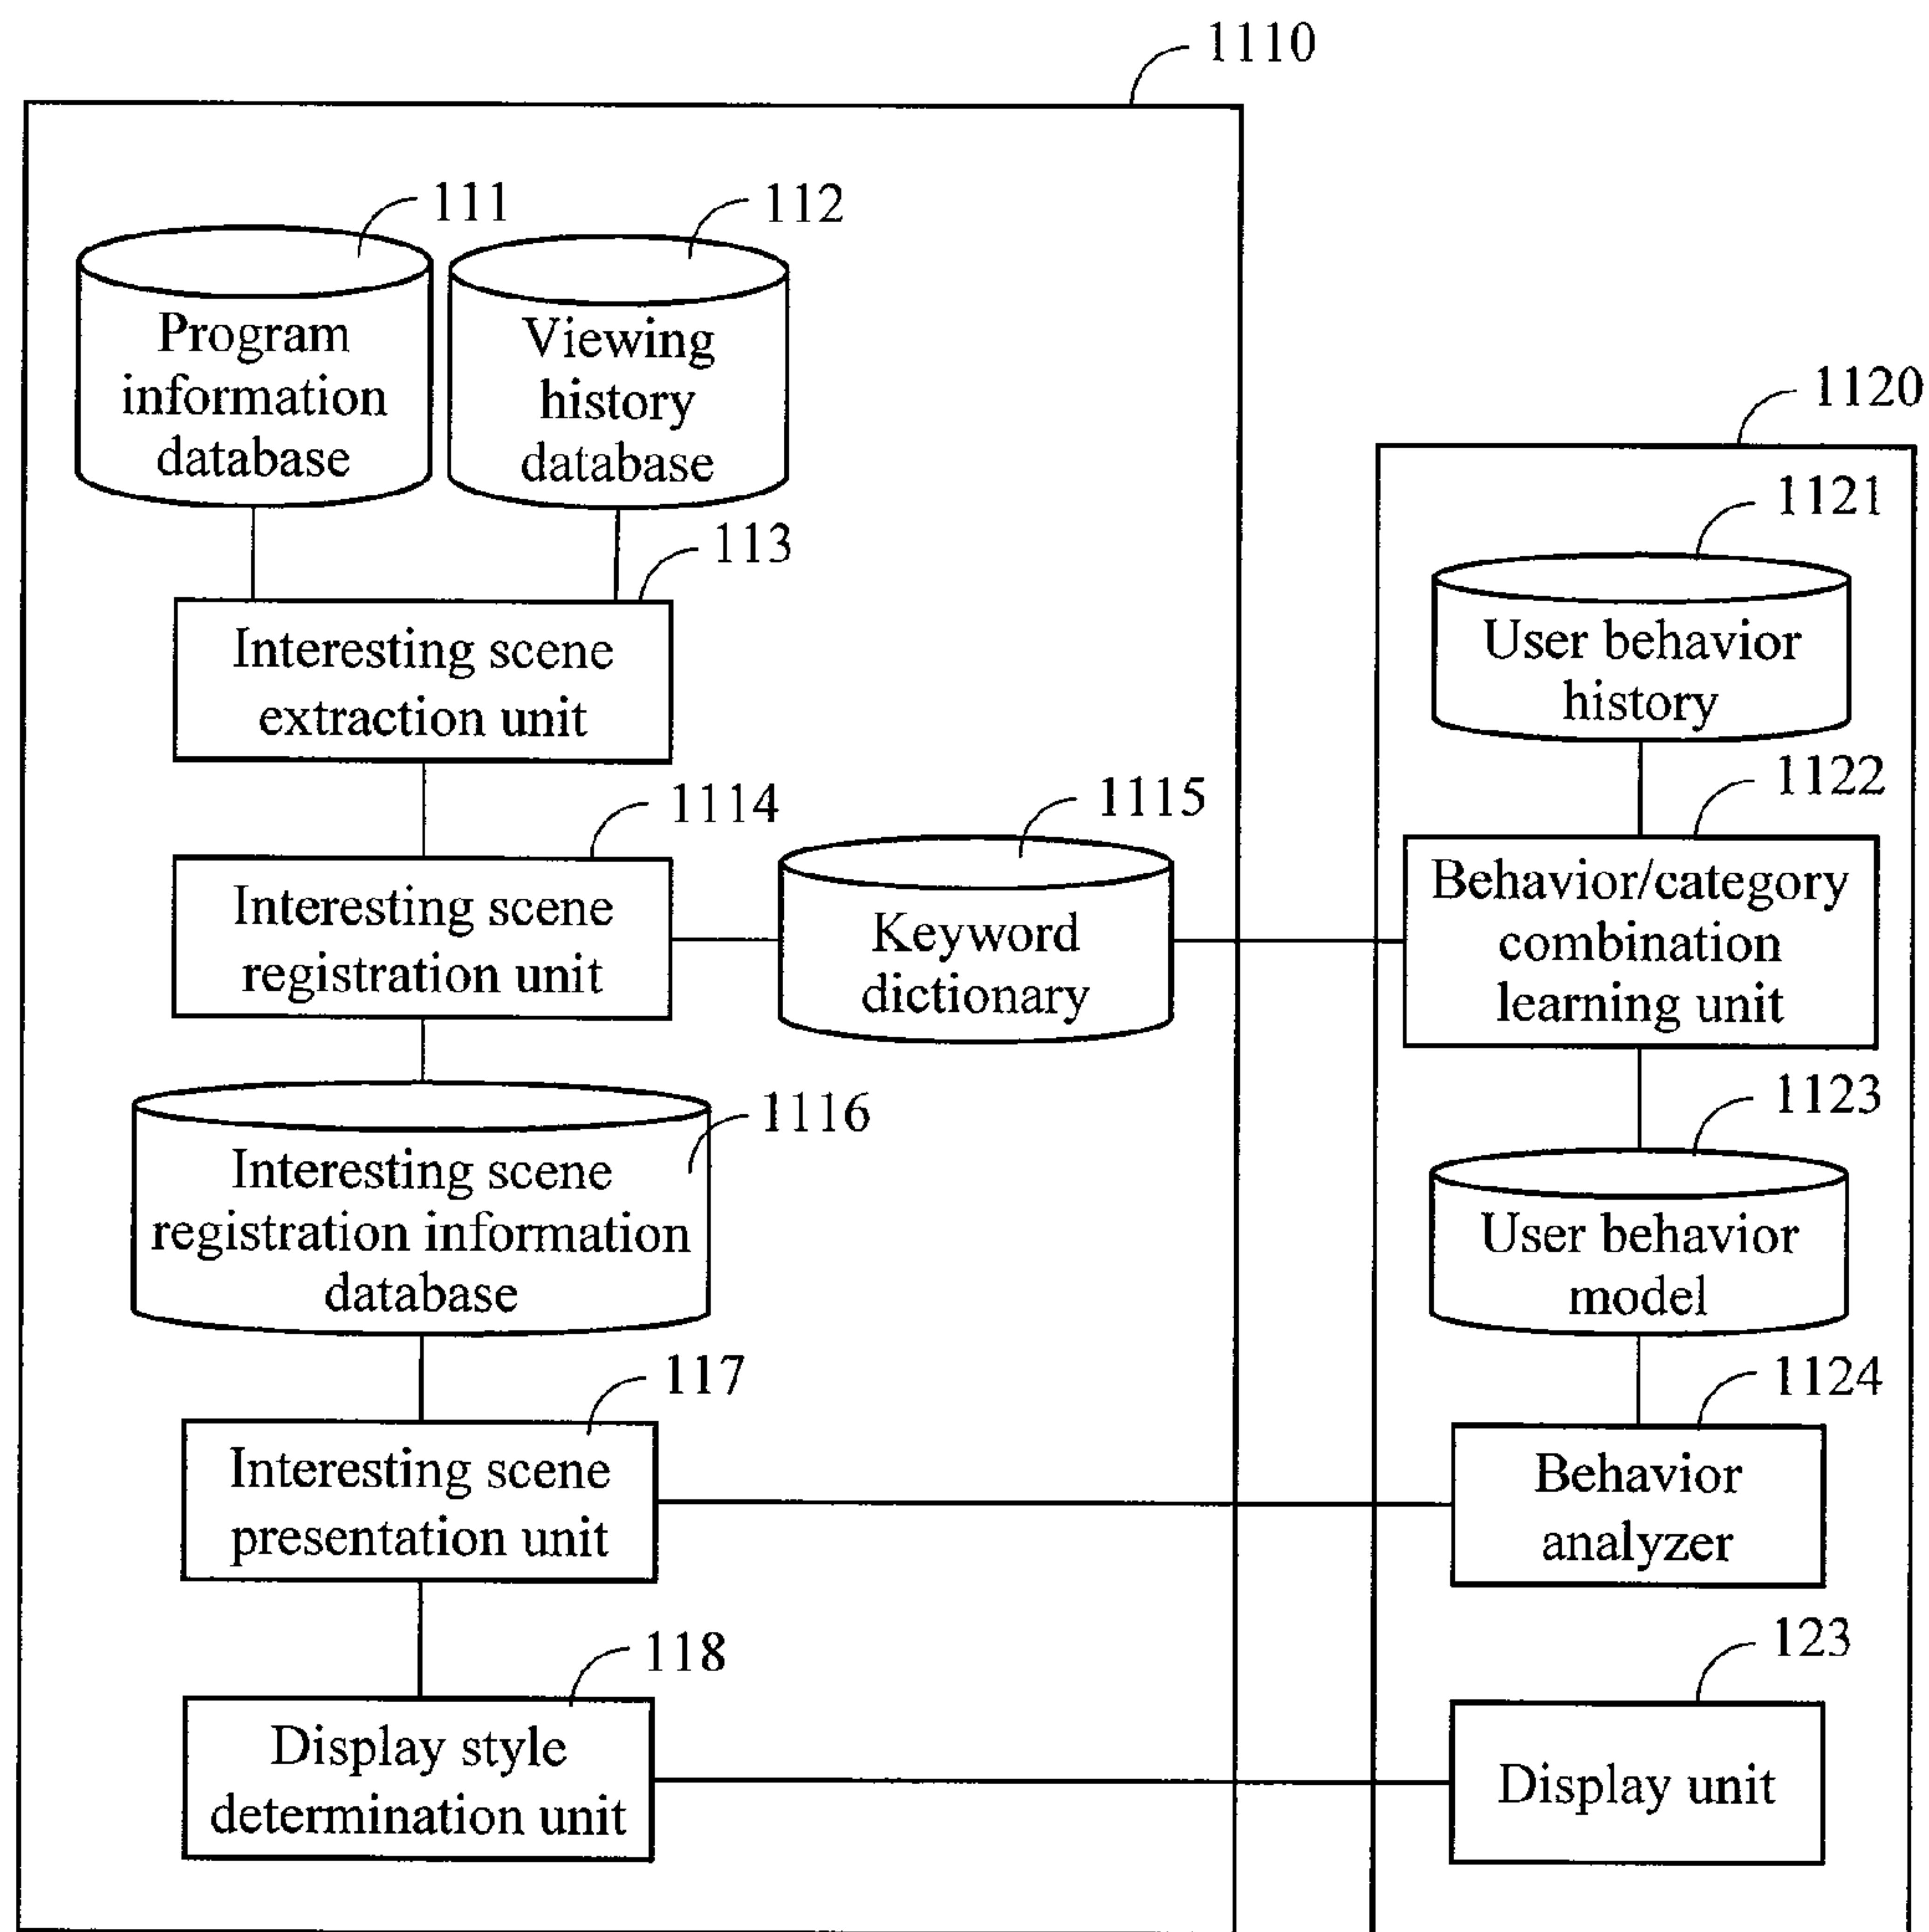 1110
111
112
Program
information
database
Viewing
history
database
113
Interesting scene
extraction unit
1114
Interesting scene
registration unit
1115
Keyword
dictionary
1116
Interesting scene
registration information
database
117
Interesting scene
presentation unit
118
Display style
determination unit
1120
1121
User behavior
history
1122
Behavior/category
combination
learning unit
1123
User behavior
model
1124
Behavior
analyzer
123
Display unit